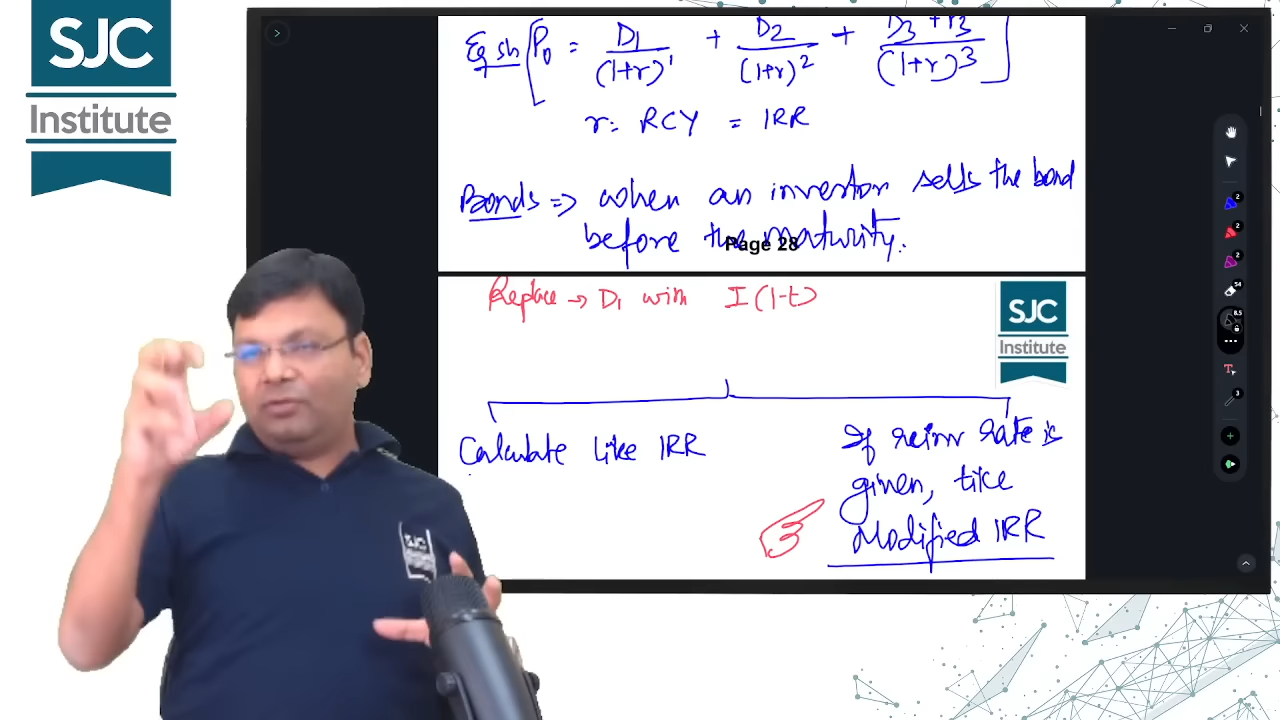 SJC
Institute
Eq sh [P0 = D1/(1+r)^1 + D2/(1+r)^2 + D3 + P3/(1+r)^3]
r: RCY = IRR
Bonds => when an investor sells the bond
before the maturity.
Page 28
Replace → D1 with I(1-t)
SJC
Institute
Calculate Like IRR
If reinv rate is
given, like
Modified IRR
SJC